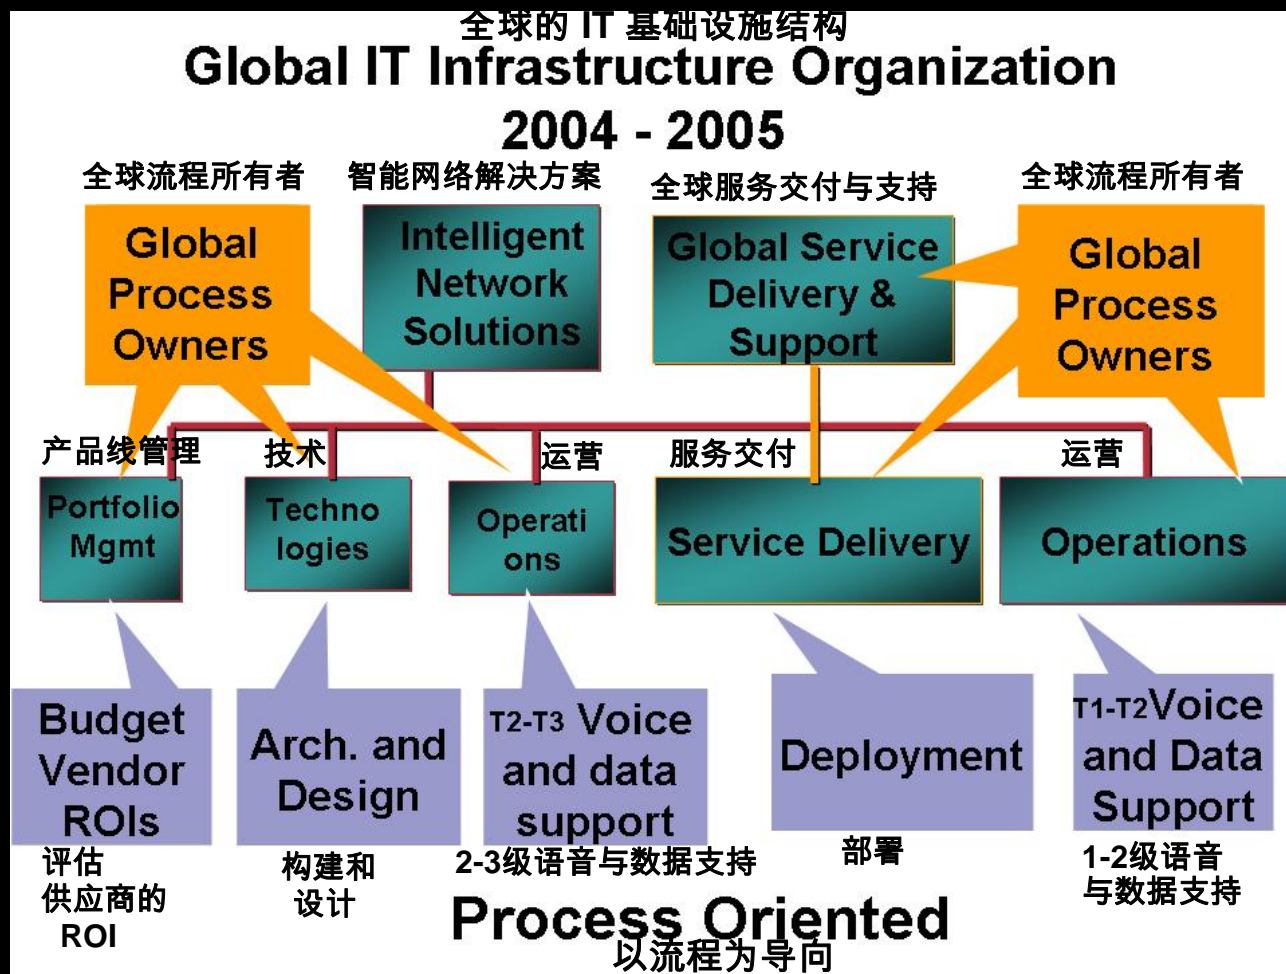 全球的 IT 基础设施结构
Global IT Infrastructure Organization
2004 - 2005
全球流程所有者
智能网络解决方案
全球服务交付与支持
全球流程所有者
Global
Process
Owners
Intelligent
Network
Solutions
Global Service
Delivery &
Support
Global
Process
Owners
产品线管理
技术
运营
服务交付
运营
Portfolio
Mgmt
Techno
logies
Operati
ons
Service Delivery
Operations
Budget
Vendor
ROIs
Arch. and
Design
T2-T3 Voice
and data
support
Deployment
T1-T2Voice
and Data
Support
评估
供应商的
ROI
构建和
设计
2-3级语音与数据支持
部署
1-2级语音
与数据支持
Process Oriented
以流程为导向